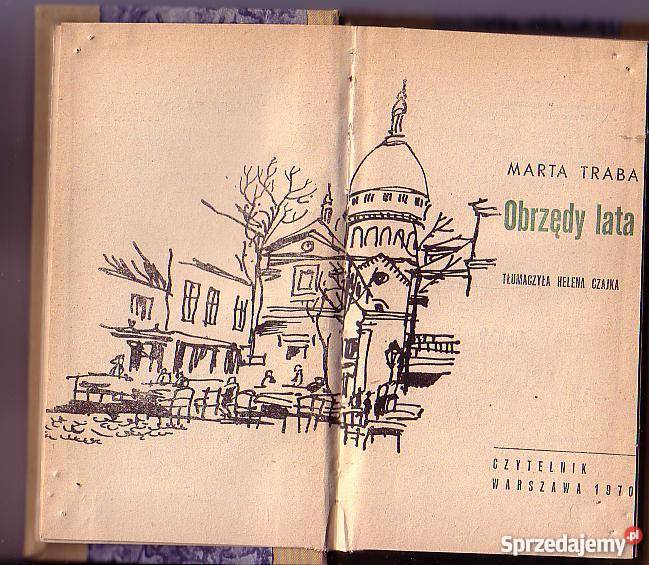 MARTA TRABA
Obrzędy lata
TŁUMACZYŁA HELENA CZAJKA
CZYTELNIK
WARSZAWA 1970
Sprzedajemy.pl